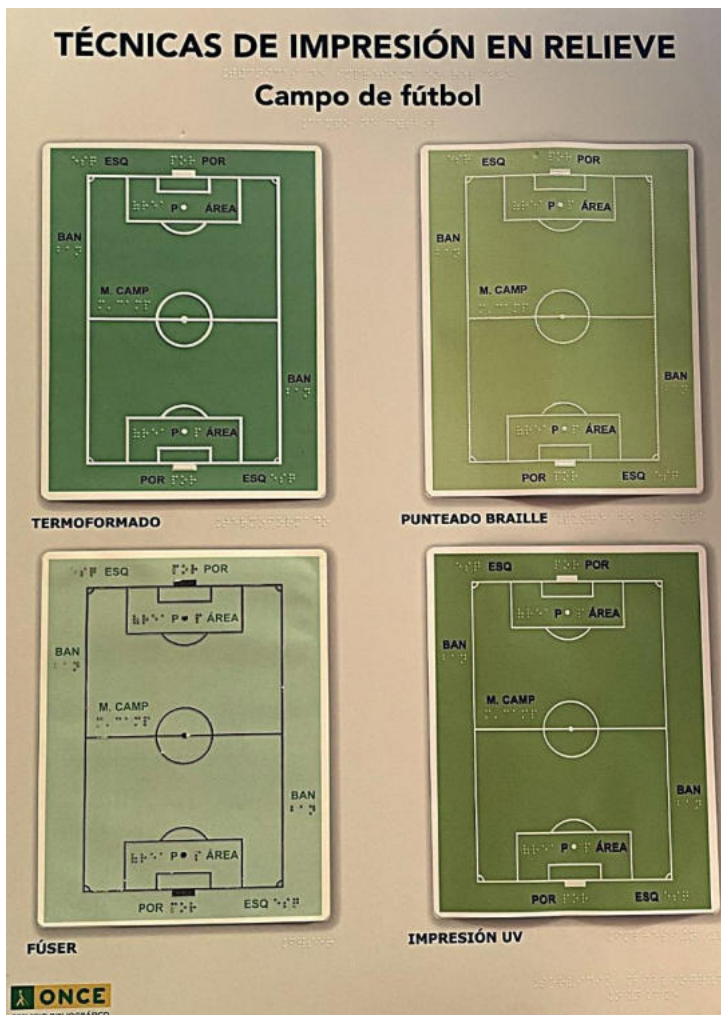 TÉCNICAS DE IMPRESIÓN EN RELIEVE
Campo de fútbol
ESQ POR
P ÁREA
BAN
M. CAMP
BAN
P ÁREA
POR ESQ
TERMOFORMADO
ESQ POR
P ÁREA
BAN
M. CAMP
BAN
P ÁREA
POR ESQ
PUNTEADO BRAILLE
ESQ POR
P ÁREA
BAN
M. CAMP
BAN
P ÁREA
POR ESQ
FÚSER
ESQ POR
P ÁREA
BAN
M. CAMP
BAN
P ÁREA
POR ESQ
IMPRESIÓN UV
ONCE